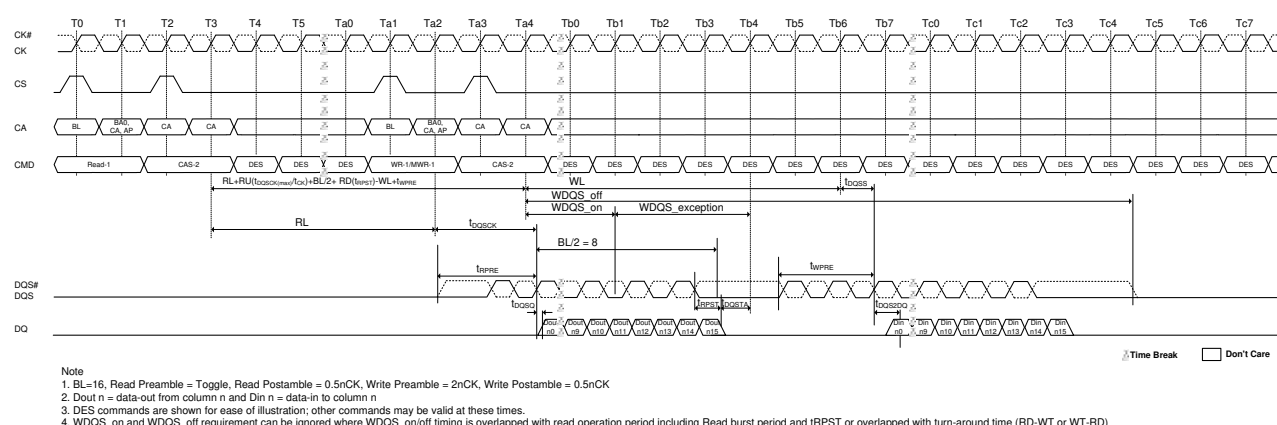 T0 T1 T2 T3 T4 T5 Ta0 Ta1 Ta2 Ta3 Ta4 Tb0 Tb1 Tb2 Tb3 Tb4 Tb5 Tb6 Tb7 Tc0 Tc1 Tc2 Tc3 Tc4 Tc5 Tc6 Tc7
CK#
CK
CS
CA BL BA0, CA, AP CA CA BL BA0, CA, AP CA CA
CMD Read-1 CAS-2 DES DES DES WR-1/MWR-1 CAS-2 DES DES DES DES DES DES DES DES DES DES DES DES DES DES DES DES
RL+RU(tDQSCK(max)/tCK)+BL/2+ RD(tRPST)-WL+tWPRE WL tDQSS
WDQS_off
WDQS_on WDQS_exception
RL tDQSCK
BL/2 = 8
tRPRE tWPRE
DQS#
DQS
tRPST tDQSTA
tDQSQ tDQS2DQ
DQ Dout n0 Dout n9 Dout n10 Dout n11 Dout n12 Dout n13 Dout n14 Dout n15 Din n0 Din n9 Din n10 Din n11 Din n12 Din n13 Din n14 Din n15
Time Break Don't Care
Note
1. BL=16, Read Preamble = Toggle, Read Postamble = 0.5nCK, Write Preamble = 2nCK, Write Postamble = 0.5nCK
2. Dout n = data-out from column n and Din n = data-in to column n
3. DES commands are shown for ease of illustration; other commands may be valid at these times.
4. WDQS_on and WDQS_off requirement can be ignored where WDQS_on/off timing is overlapped with read operation period including Read burst period and tRPST or overlapped with turn-around time (RD-WT or WT-RD)